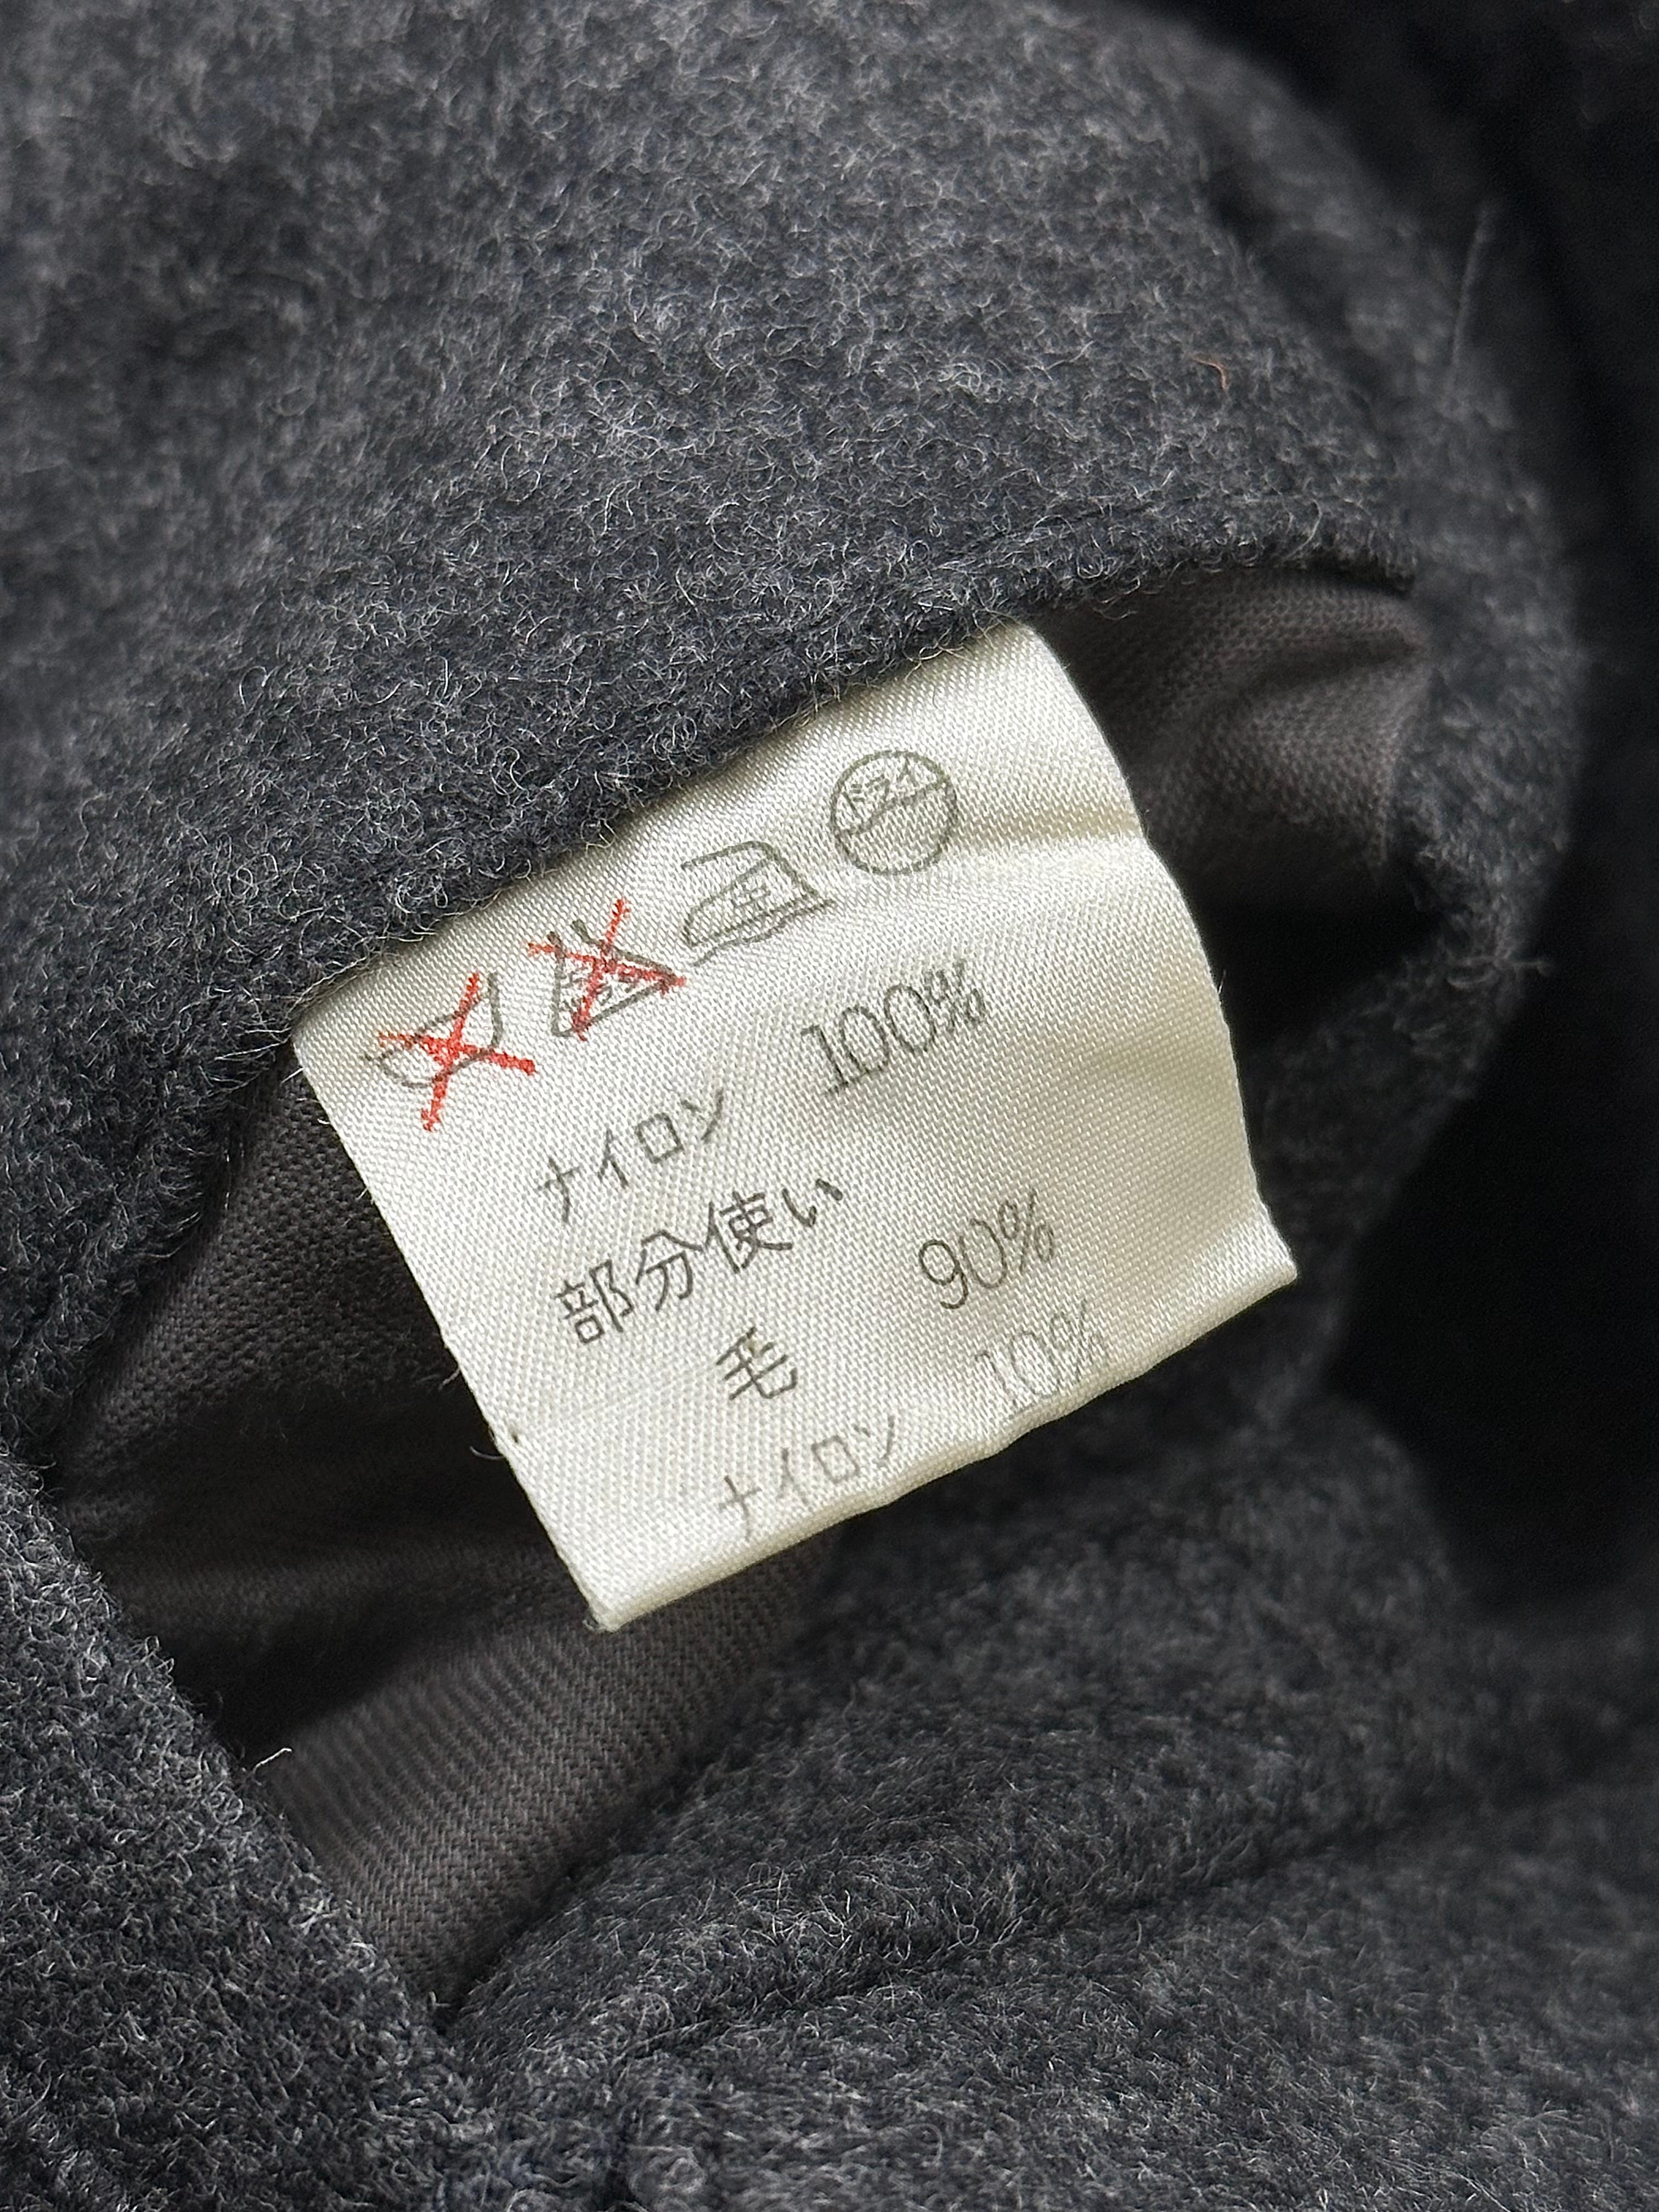 ドライ
中
ナイロン 100%
部分使い
毛 90%
ナイロン 10%